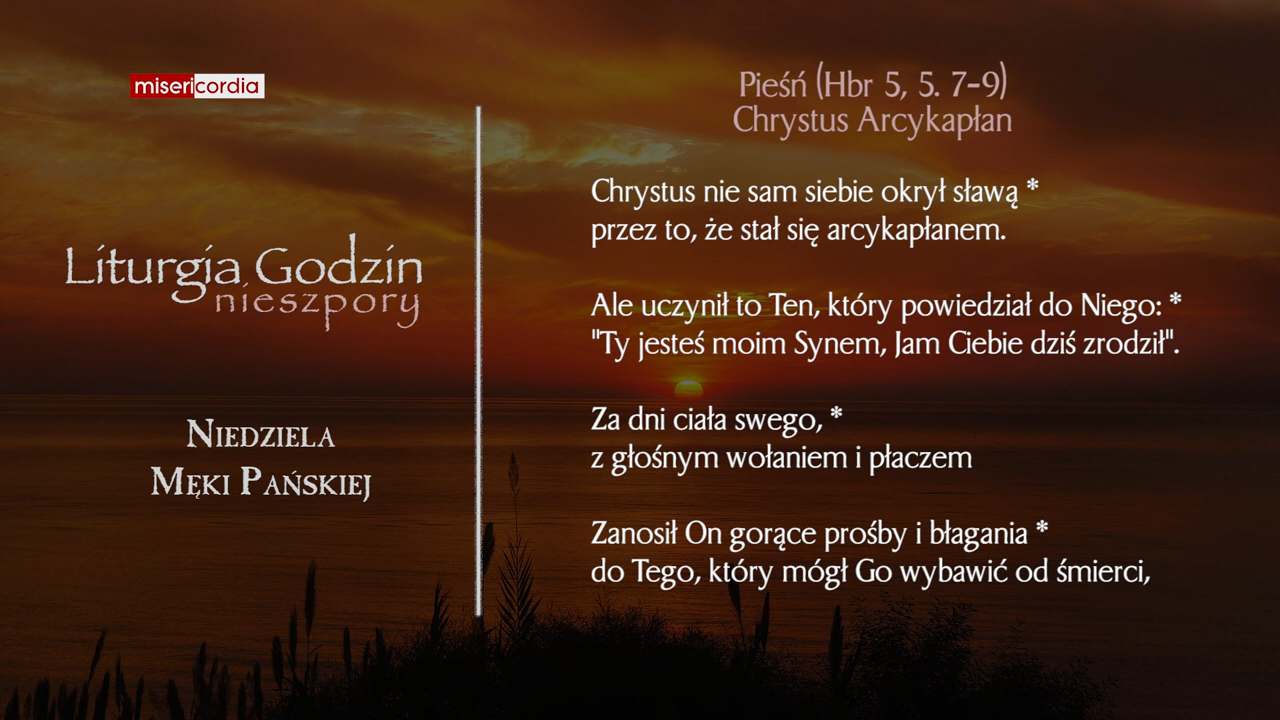 misericordia
Liturgia Godzin
nieszpory
Niedziela
Męki Pańskiej
Pieśń (Hbr 5, 5. 7-9)
Chrystus Arcykapłan
Chrystus nie sam siebie okrył sławą *
przez to, że stał się arcykapłanem.
Ale uczynił to Ten, który powiedział do Niego: *
"Ty jesteś moim Synem, Jam Ciebie dziś zrodził".
Za dni ciała swego, *
z głośnym wołaniem i płaczem
Zanosił On gorące prośby i błagania *
do Tego, który mógł Go wybawić od śmierci,